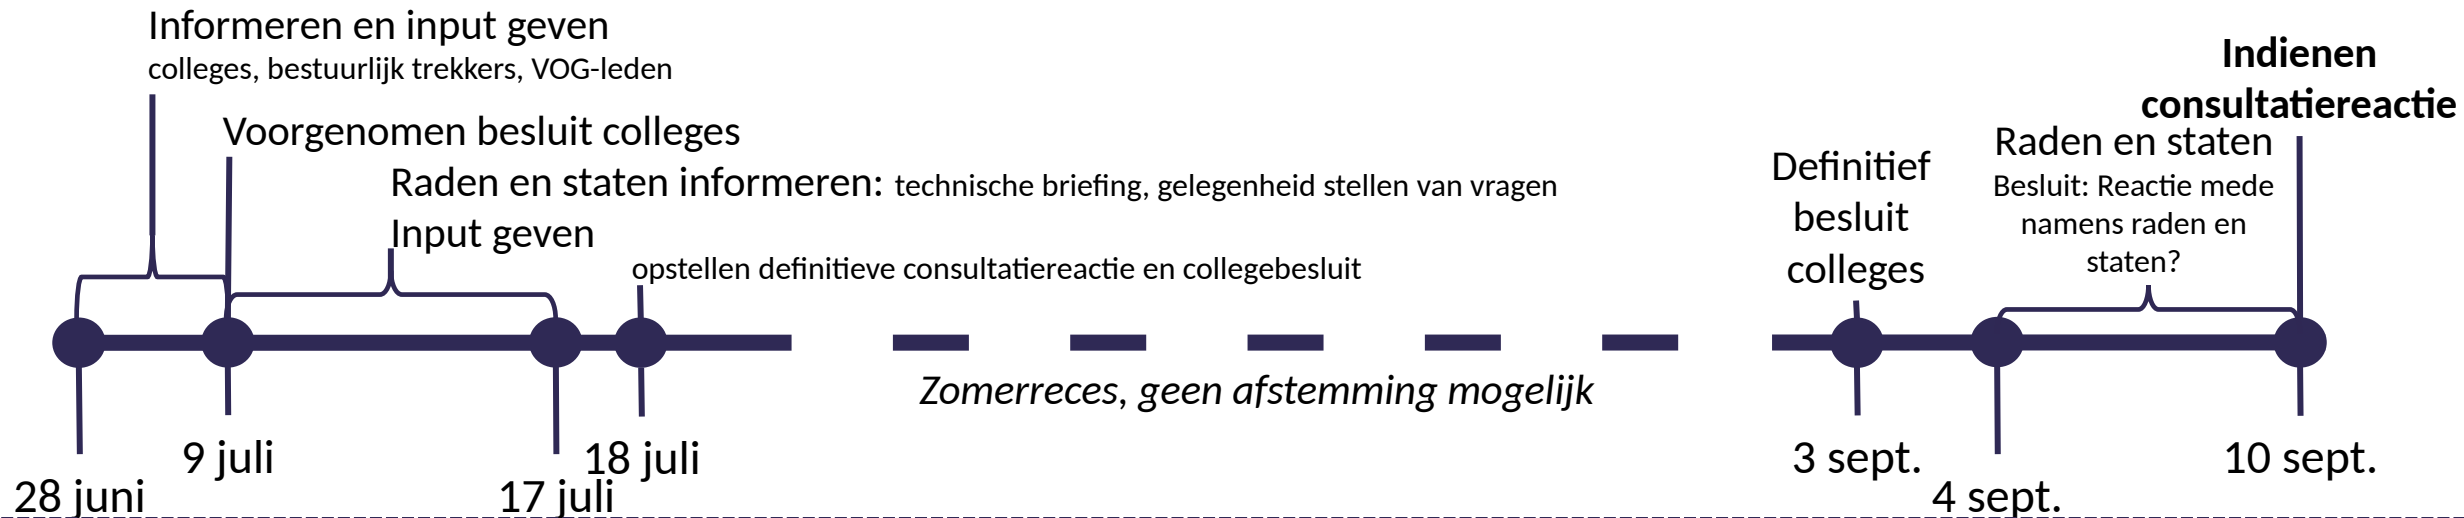 Informeren en input geven
colleges, bestuurlijk trekkers, VOG-leden
Voorgenomen besluit colleges
Raden en staten informeren: technische briefing, gelegenheid stellen van vragen
Input geven
opstellen definitieve consultatiereactie en collegebesluit
Definitief
besluit
colleges
Raden en staten
Besluit: Reactie mede
namens raden en
staten?
Indienen
consultatiereactie
Zomerreces, geen afstemming mogelijk
28 juni
9 juli
17 juli
18 juli
3 sept.
4 sept.
10 sept.